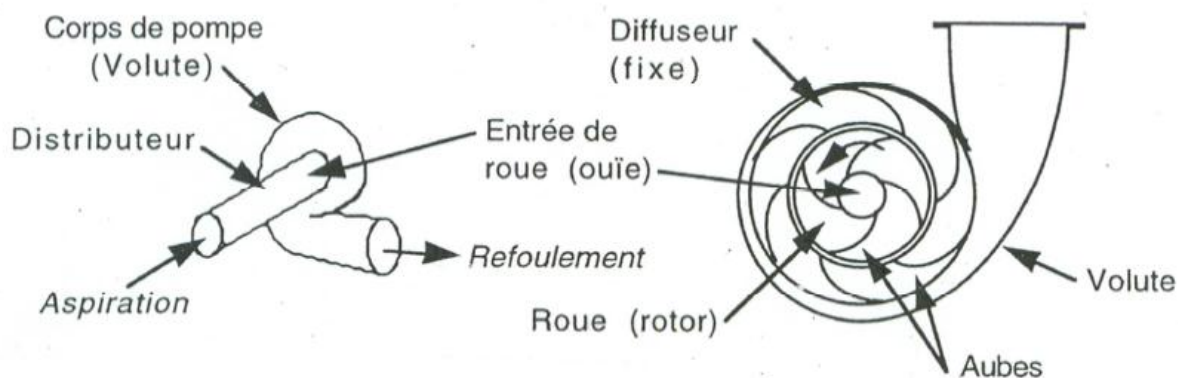 Corps de pompe
(Volute)
Distributeur
Aspiration
Entrée de
roue (ouïe)
Refoulement
Diffuseur
(fixe)
Roue (rotor)
Volute
Aubes